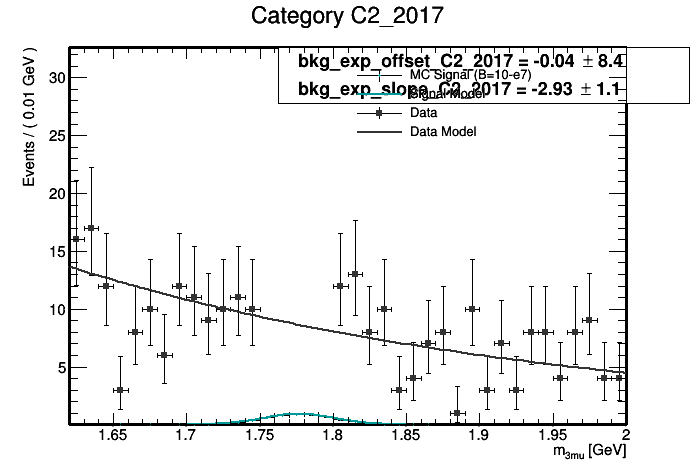 Category C2_2017
bkg_exp_offset_C2_2017 = -0.04 ± 8.4
MC Signal (B=10-e7)
bkg_exp_slope_C2_2017 = -2.93 ± 1.1
Signal Model
Data
Data Model
Events / ( 0.01 GeV )
30
25
20
15
10
5
1.65 1.7 1.75 1.8 1.85 1.9 1.95 2
m3mu [GeV]